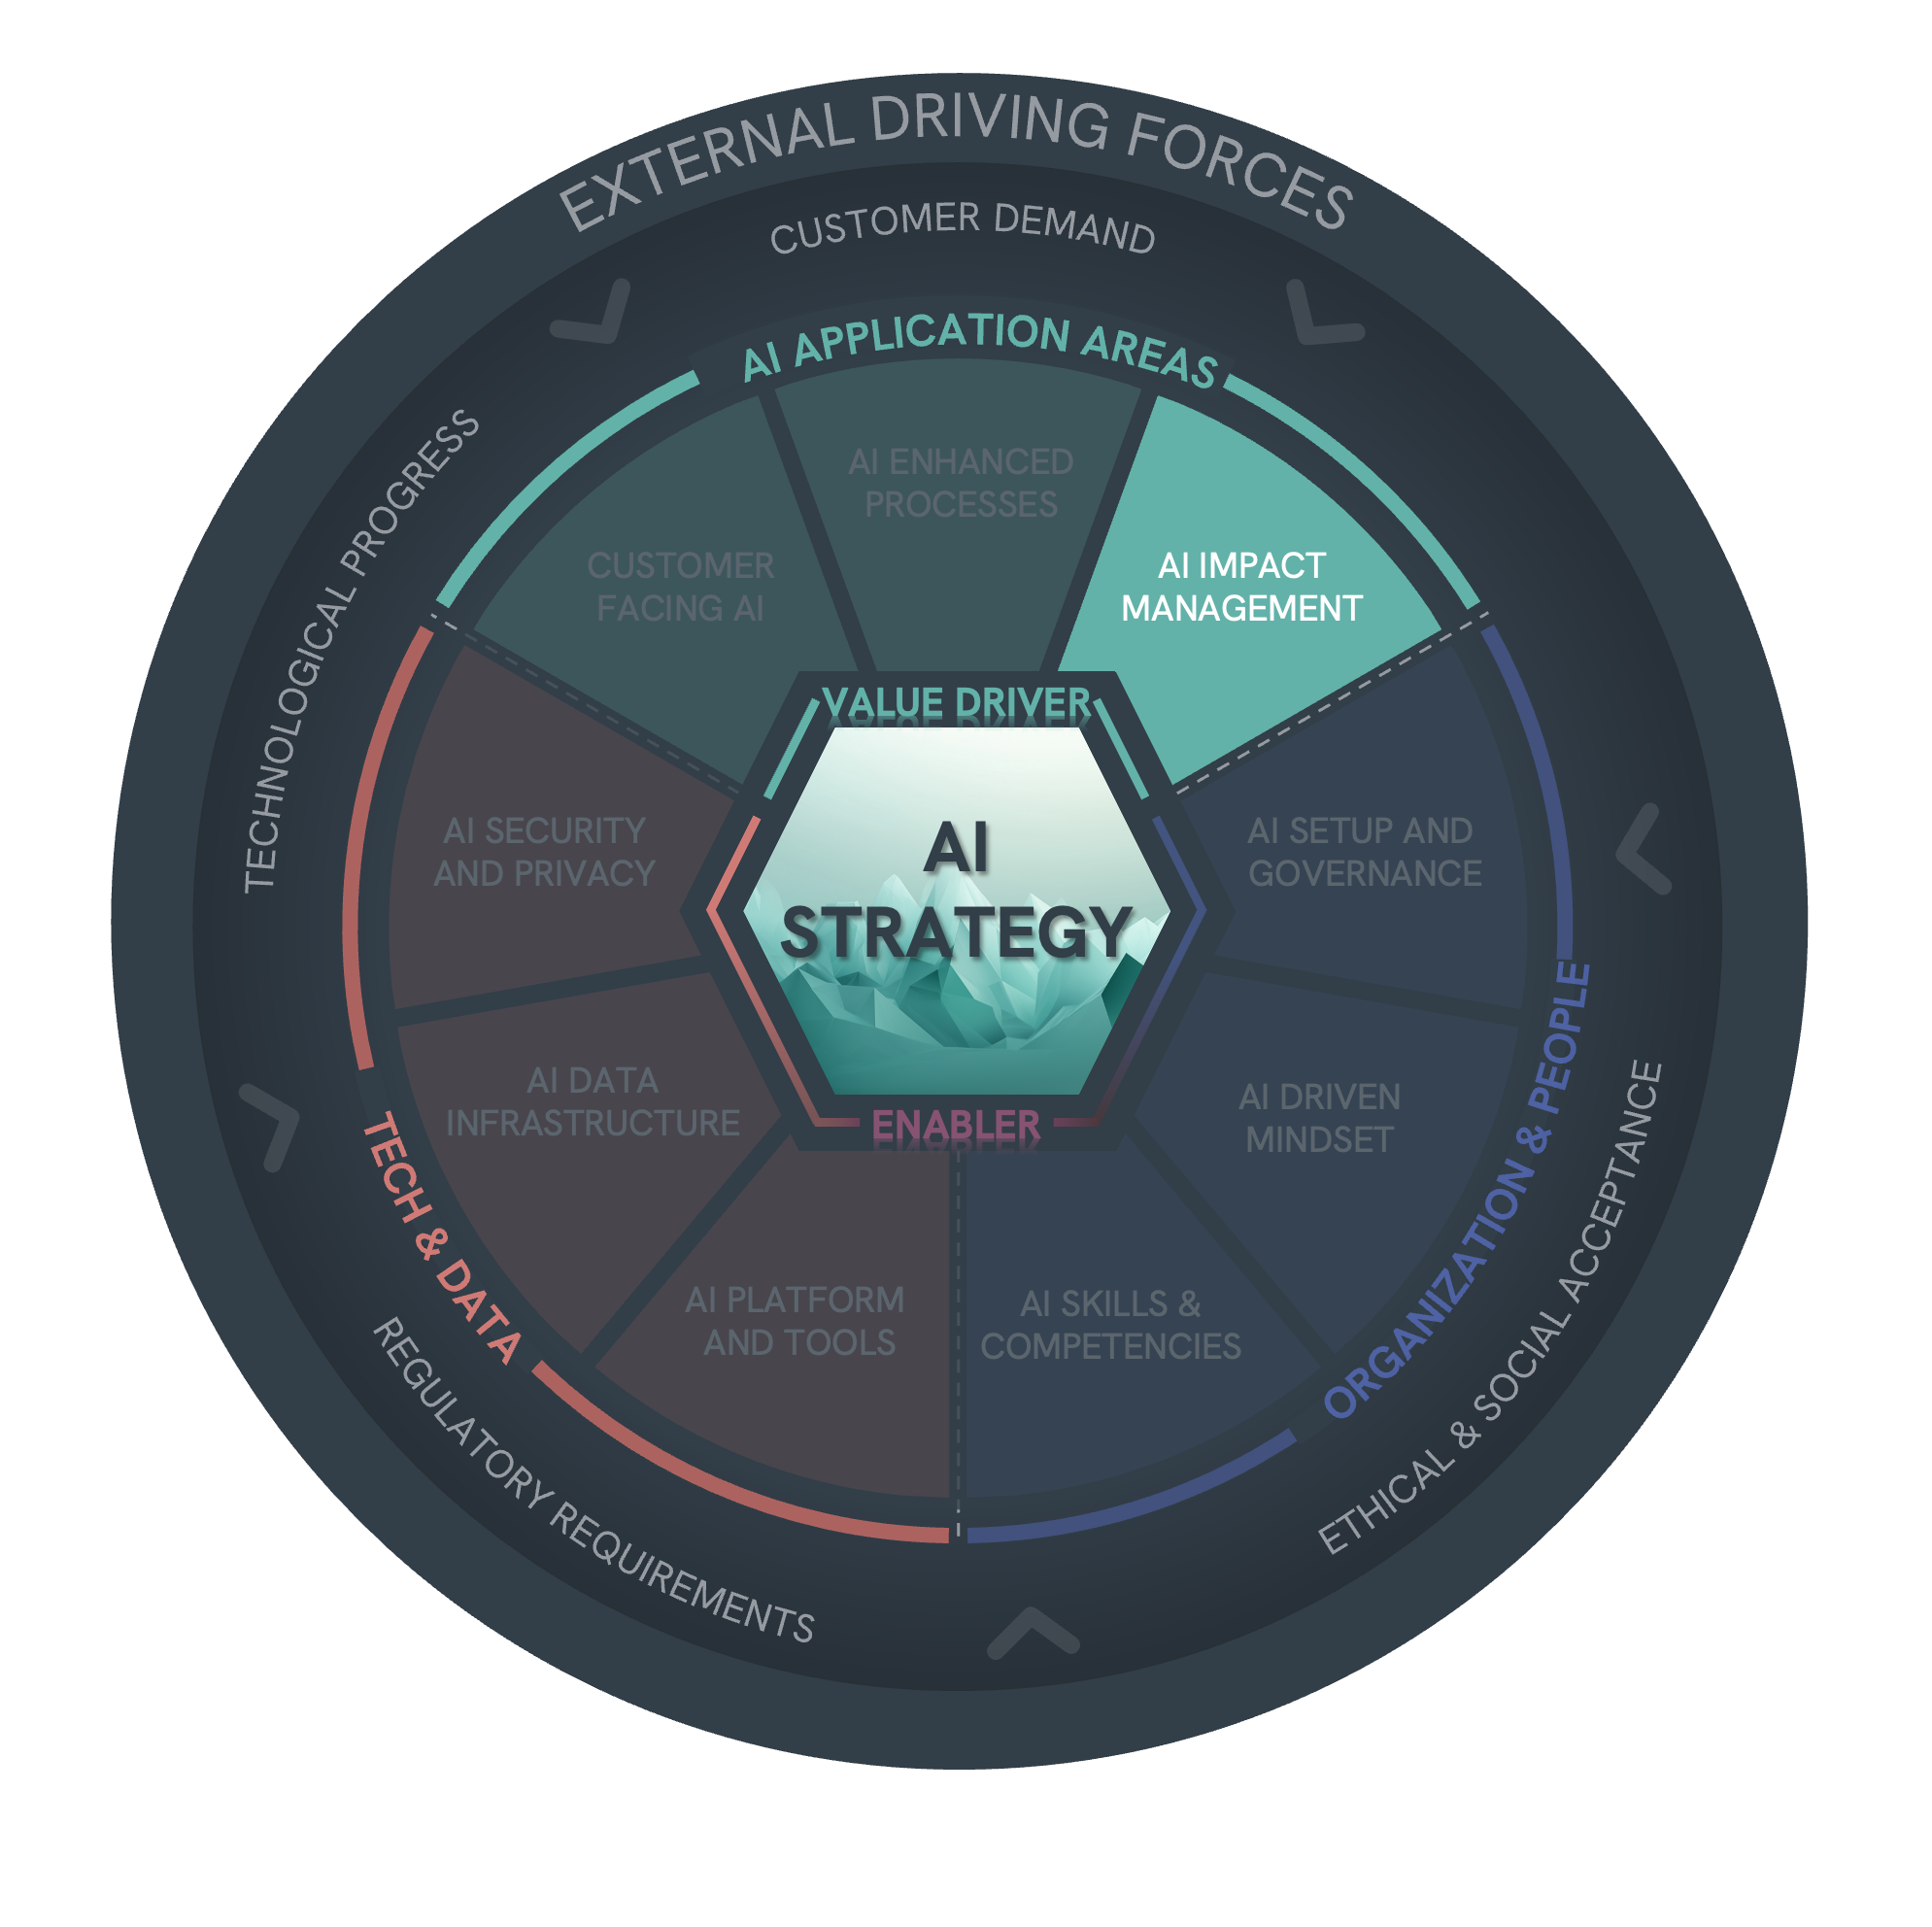 EXTERNAL DRIVING FORCES
CUSTOMER DEMAND
AI APPLICATION AREAS
TECHNOLOGICAL PROGRESS
AI ENHANCED
PROCESSES
CUSTOMER
FACING AI
AI IMPACT
MANAGEMENT
VALUE DRIVER
AI SECURITY
AND PRIVACY
AI
STRATEGY
AI SETUP AND
GOVERNANCE
AI DATA
INFRASTRUCTURE
ENABLER
AI DRIVEN
MINDSET
TECH & DATA
ORGANIZATION & PEOPLE
AI PLATFORM
AND TOOLS
AI SKILLS &
COMPETENCIES
REGULATORY REQUIREMENTS
ETHICAL & SOCIAL ACCEPTANCE